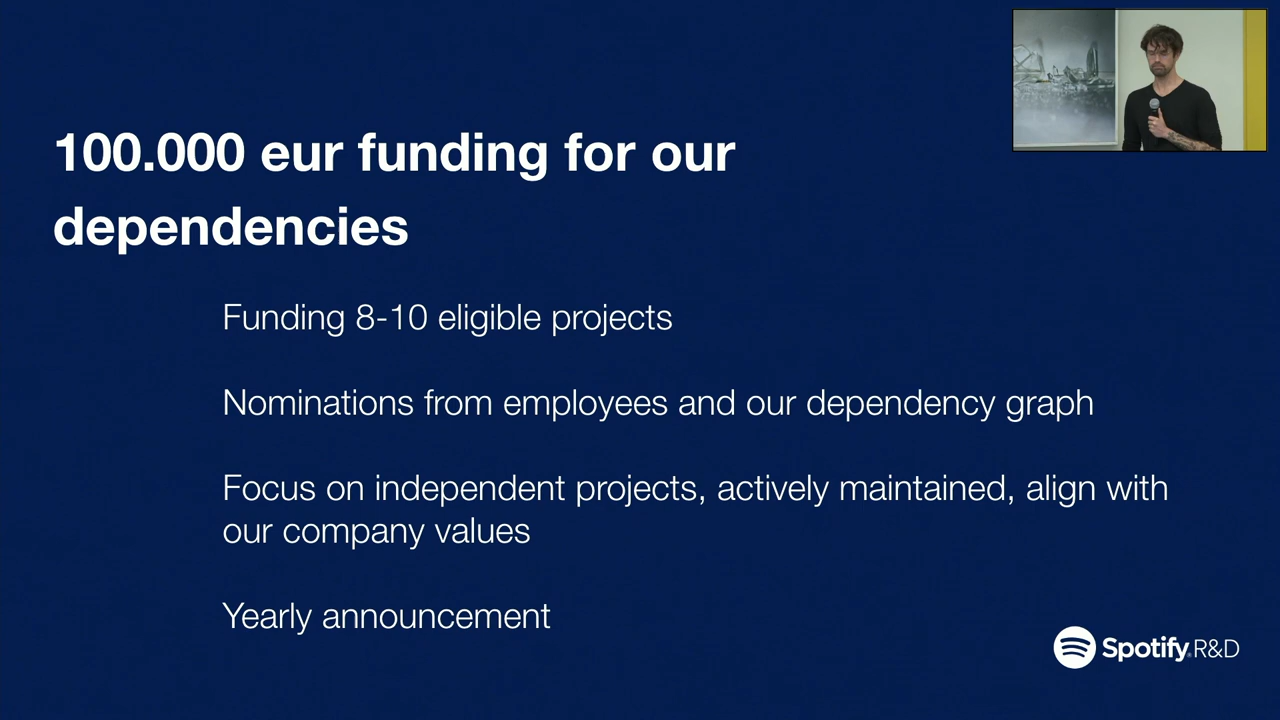 100.000 eur funding for our
dependencies
Funding 8-10 eligible projects
Nominations from employees and our dependency graph
Focus on independent projects, actively maintained, align with
our company values
Yearly announcement
Spotify R&D